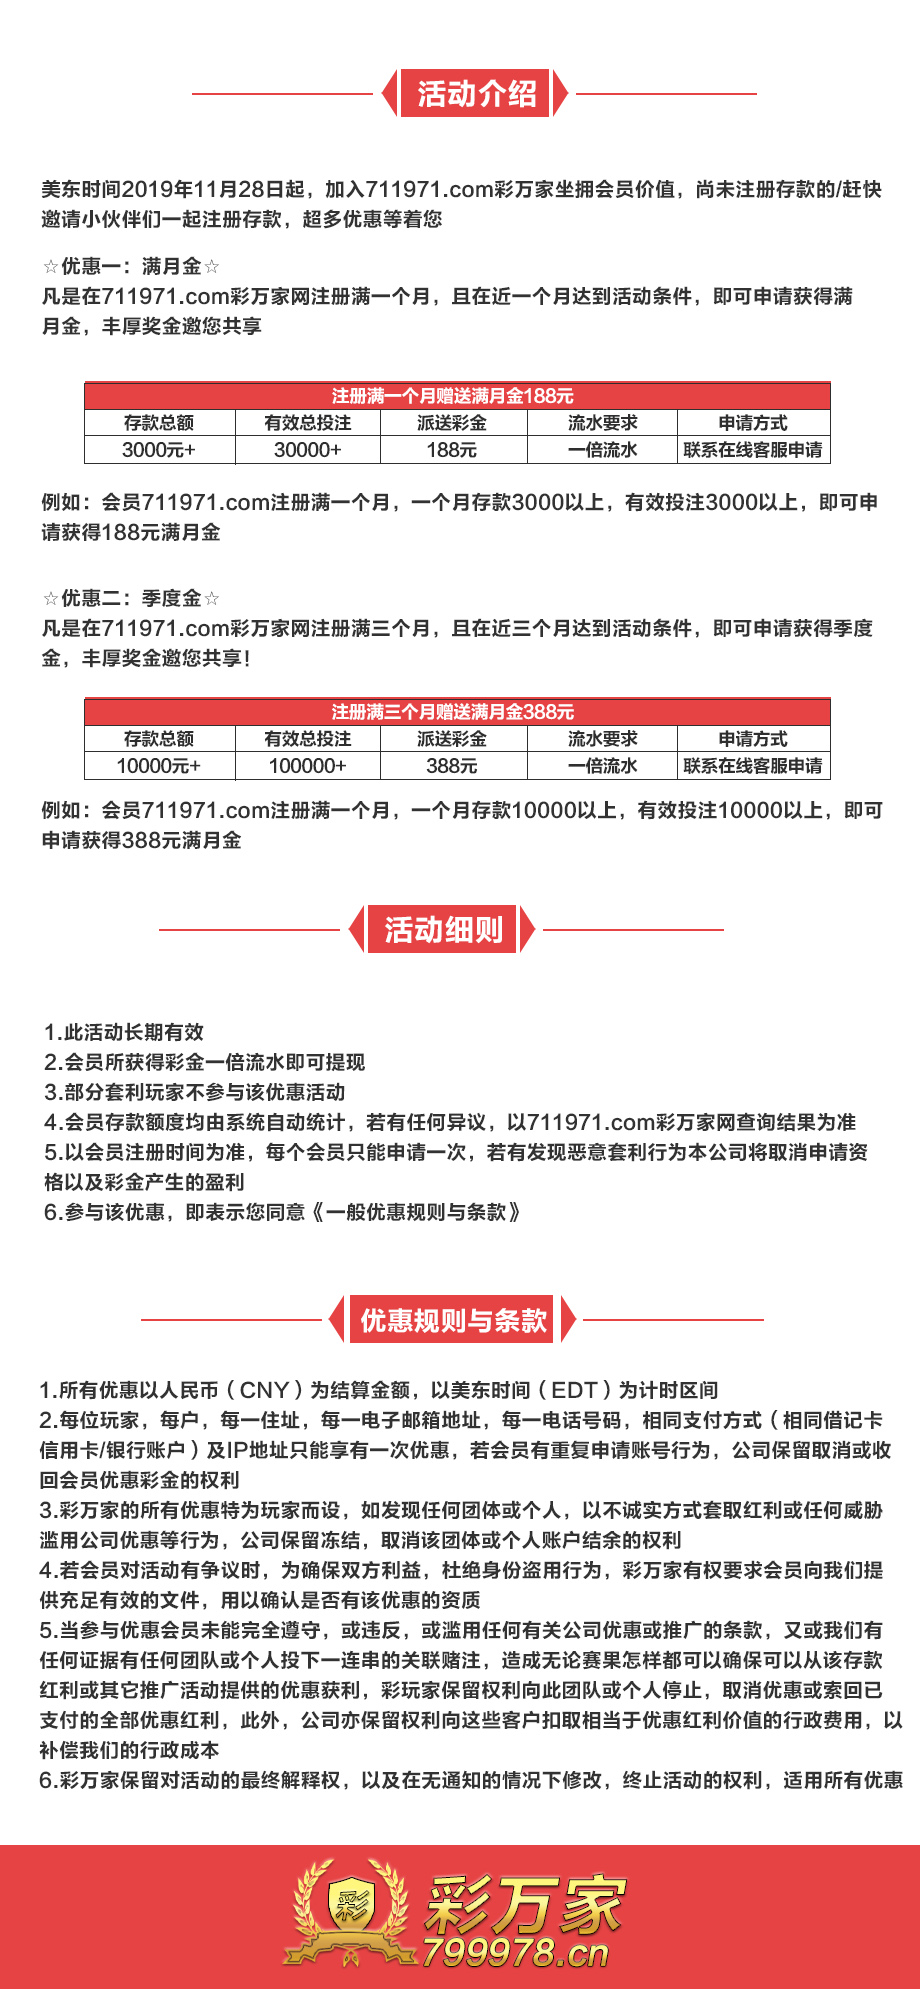 活动介绍
美东时间2019年11月28日起，加入711971.com彩万家坐拥会员价值，尚未注册存款的/赶快
邀请小伙伴们一起注册存款，超多优惠等着您
☆优惠一：满月金☆
凡是在711971.com彩万家网注册满一个月，且在近一个月达到活动条件，即可申请获得满
月金，丰厚奖金邀您共享
注册满一个月赠送满月金188元
存款总额 有效总投注 派送彩金 流水要求 申请方式
3000元+ 30000+ 188元 一倍流水 联系在线客服申请
例如：会员711971.com注册满一个月，一个月存款3000以上，有效投注3000以上，即可申
请获得188元满月金
☆优惠二：季度金☆
凡是在711971.com彩万家网注册满三个月，且在近三个月达到活动条件，即可申请获得季度
金，丰厚奖金邀您共享！
注册满三个月赠送满月金388元
存款总额 有效总投注 派送彩金 流水要求 申请方式
10000元+ 100000+ 388元 一倍流水 联系在线客服申请
例如：会员711971.com注册满一个月，一个月存款10000以上，有效投注10000以上，即可
申请获得388元满月金
活动细则
1.此活动长期有效
2.会员所获得彩金一倍流水即可提现
3.部分套利玩家不参与该优惠活动
4.会员存款额度均由系统自动统计，若有任何异议，以711971.com彩万家网查询结果为准
5.以会员注册时间为准，每个会员只能申请一次，若有发现恶意套利行为本公司将取消申请资
格以及彩金产生的盈利
6.参与该优惠，即表示您同意《一般优惠规则与条款》
优惠规则与条款
1.所有优惠以人民币（CNY）为结算金额，以美东时间（EDT）为计时区间
2.每位玩家，每户，每一住址，每一电子邮箱地址，每一电话号码，相同支付方式（相同借记卡
信用卡/银行账户）及IP地址只能享有一次优惠，若会员有重复申请账号行为，公司保留取消或收
回会员优惠彩金的权利
3.彩万家的所有优惠特为玩家而设，如发现任何团体或个人，以不诚实方式套取红利或任何威胁
滥用公司优惠等行为，公司保留冻结，取消该团体或个人账户结余的权利
4.若会员对活动有争议时，为确保双方利益，杜绝身份盗用行为，彩万家有权要求会员向我们提
供充足有效的文件，用以确认是否有该优惠的资质
5.当参与优惠会员未能完全遵守，或违反，或滥用任何有关公司优惠或推广的条款，又或我们有
任何证据有任何团队或个人投下一连串的关联赌注，造成无论赛果怎样都可以确保可以从该存款
红利或其它推广活动提供的优惠获利，彩玩家保留权利向此团队或个人停止，取消优惠或索回已
支付的全部优惠红利，此外，公司亦保留权利向这些客户扣取相当于优惠红利价值的行政费用，以
补偿我们的行政成本
6.彩万家保留对活动的最终解释权，以及在无通知的情况下修改，终止活动的权利，适用所有优惠
彩
彩万家
799978.cn